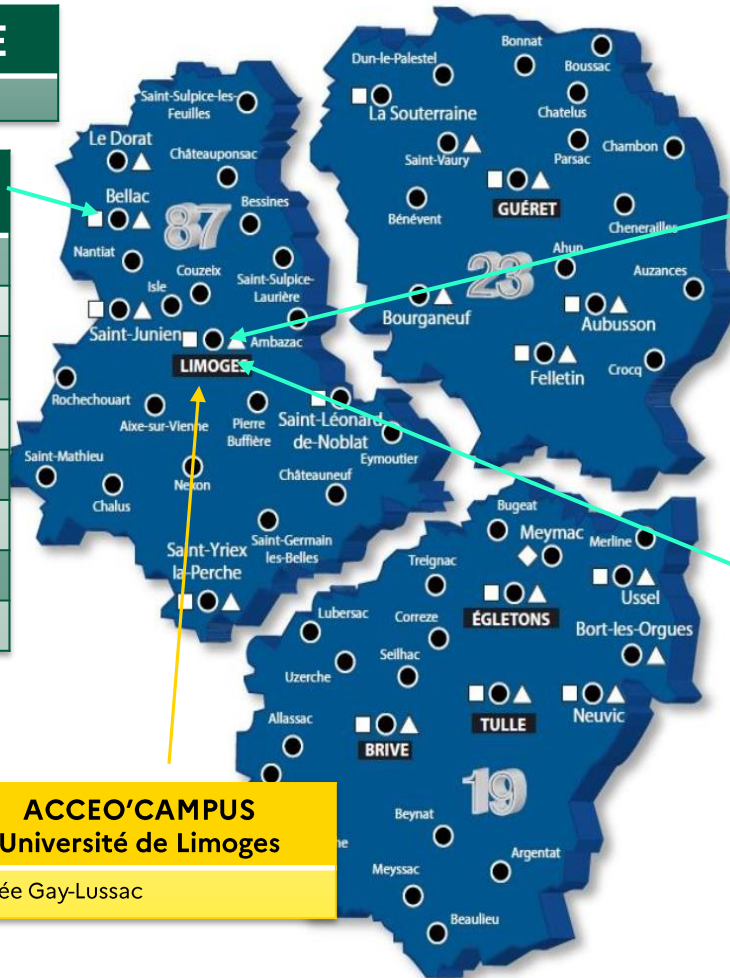 E
Dun-le-Palestel
Bonnat
Boussac
La Souterraine
Chatelus
Saint-Vaury
Parsac
Chambon
GUÉRET
Bénévent
Chenerailles
23
Ahun
Auzances
Bourganeuf
Aubusson
Felletin
Crocq
Saint-Sulpice-les-
Feuilles
Le Dorat
Châteauponsac
Bellac
87
Bessines
Nantiat
Couzeix
Isle
Saint-Sulpice-
Laurière
Saint-Junien
Ambazac
LIMOGES
Rochechouart
Aixe-sur-Vienne
Pierre
Buffière
Saint-Léonard
de-Noblat
Eymoutier
Saint-Mathieu
Chalus
Nexon
Châteauneuf
Saint-Germain
les-Belles
Saint-Yriex
la-Perche
Bugeat
Meymac
Merline
Treignac
Ussel
ÉGLETONS
Lubersac
Correze
Bort-les-Orgues
Seilhac
Uzerche
TULLE
Neuvic
Allassac
BRIVE
19
Beynat
Argentat
ne
Meyssac
Beaulieu
ACCEO’CAMPUS
Université de Limoges
ée Gay-Lussac